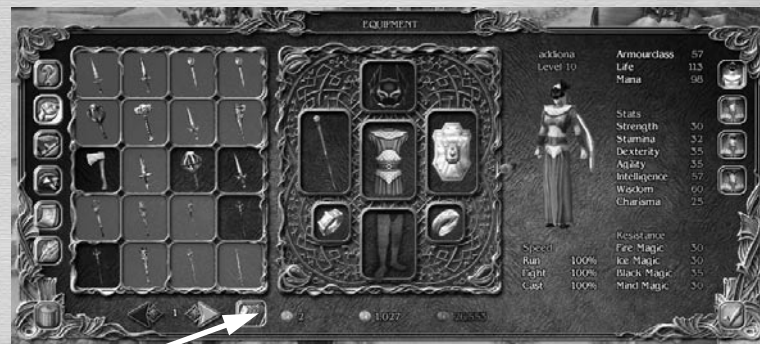 EQUIPMENT
addiona
Level 10
Armourclass 57
Life 113
Mana 98
Stats
Strength 30
Stamina 32
Dexterity 35
Agility 35
Intelligence 57
Wisdom 60
Charisma 25
Resistance
Fire Magic 30
Ice Magic 30
Black Magic 35
Mind Magic 30
Speed
Run 100%
Fight 100%
Cast 100%
1
2
1,027